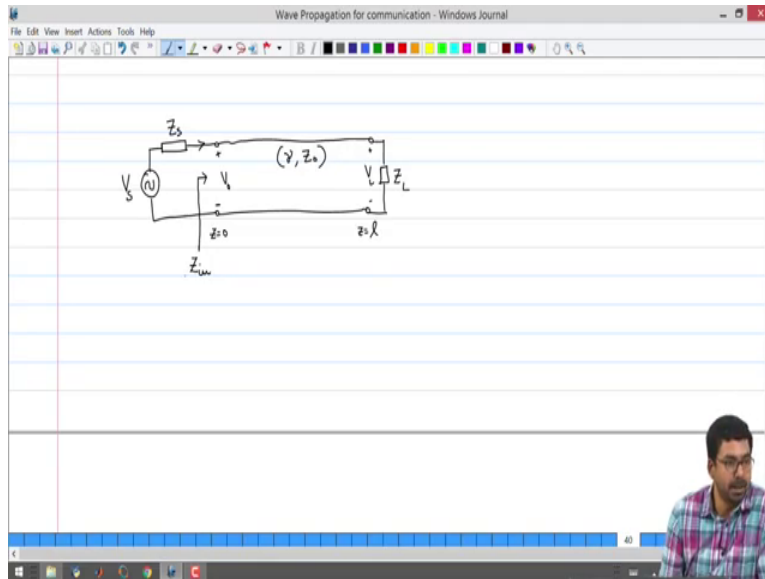 Wave Propagation for communication - Windows Journal
File Edit View Insert Actions Tools Help
B I
Zs
+ (γ, Z₀) +
Vs V₀ VL ZL
- -
z=0 z=l
Zin
40